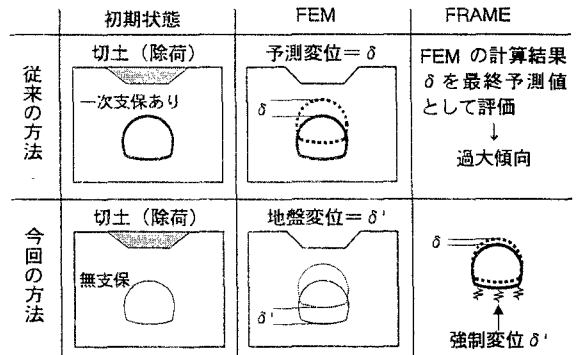 初期状態
FEM
FRAME
従来の方法
切土（除荷）
一次支保あり
予測変位＝δ
δ
FEM の計算結果
δを最終予測値
として評価
↓
過大傾向
今回の方法
切土（除荷）
無支保
地盤変位＝δ'
δ'
δ
強制変位δ'